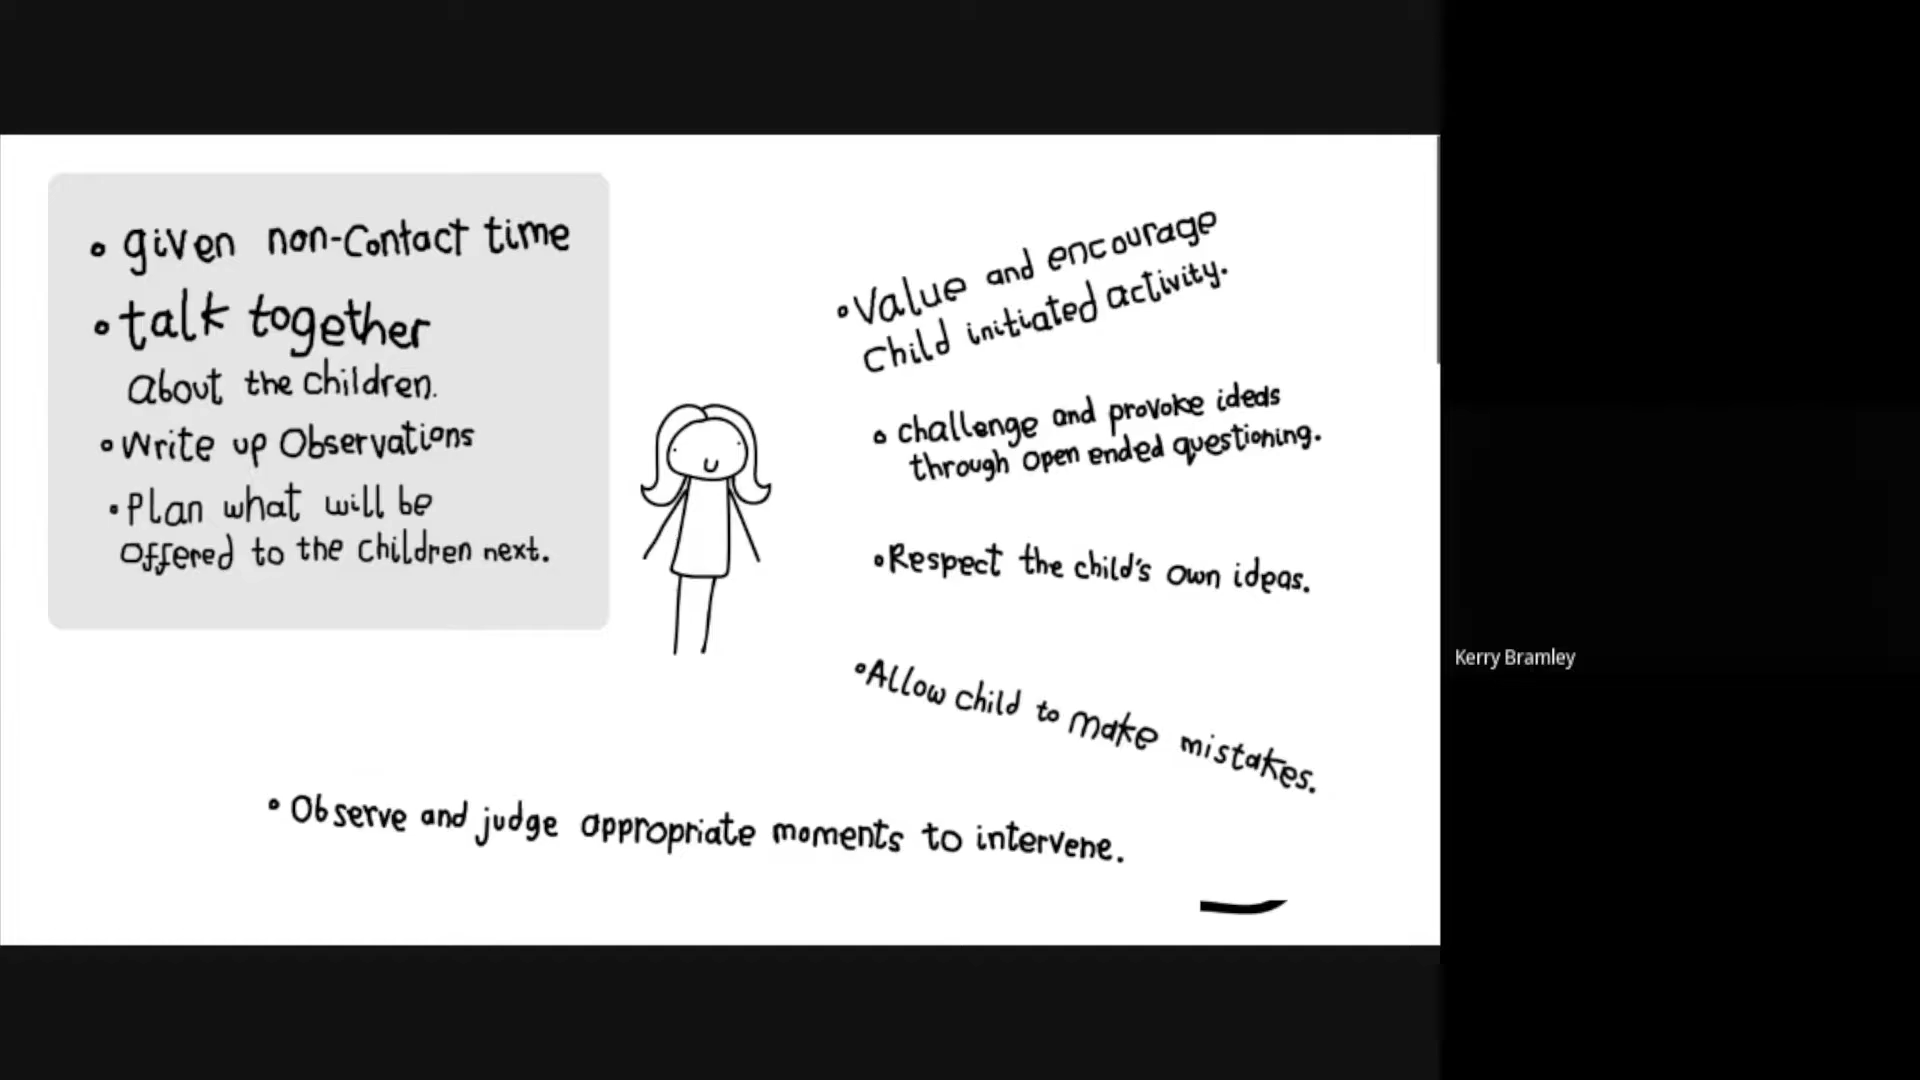 • given non-Contact time
• talk together
About the children.
• Write up Observations
• Plan what will be
Offered to the children next.
• Value and encourage
Child initiated activity.
• challenge and provoke ideas
through open ended questioning.
• Respect the child's own ideas.
• Allow child to make mistakes.
• Observe and judge appropriate moments to intervene.
Kerry Bramley